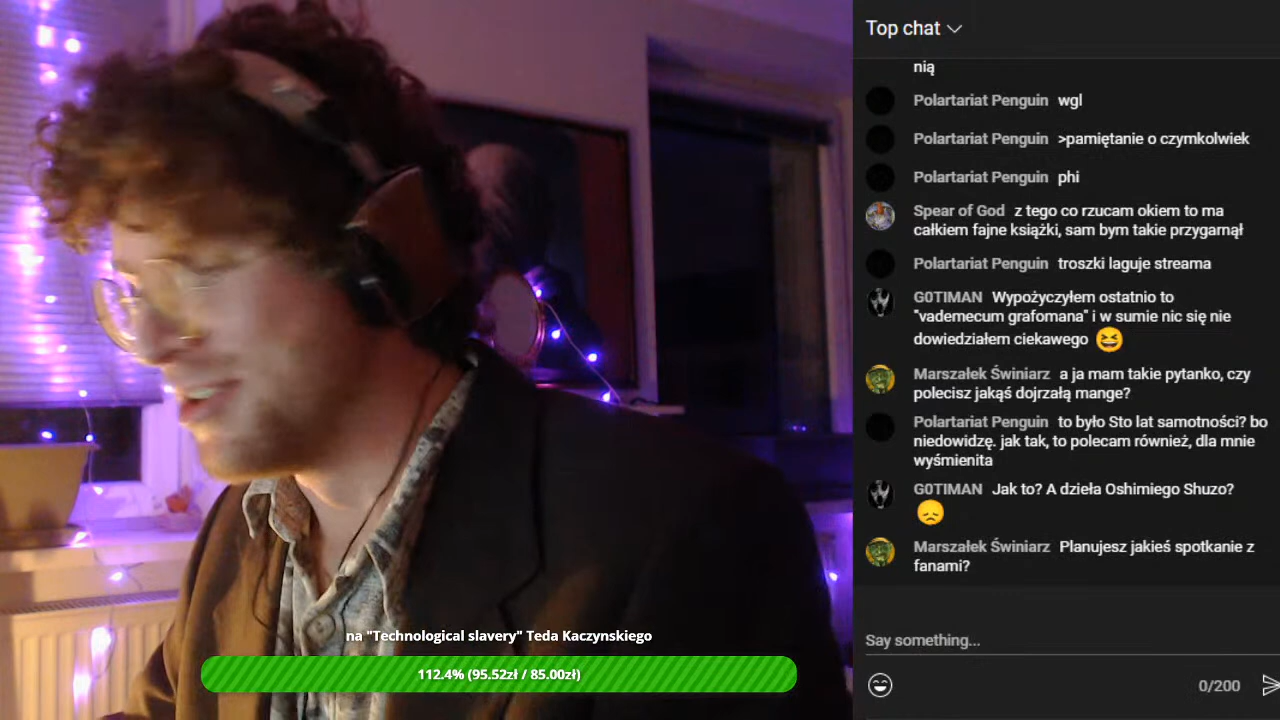 Top chat
nią
Polartariat Penguin wgl
Polartariat Penguin >pamiętanie o czymkolwiek
Polartariat Penguin phi
Spear of God z tego co rzucam okiem to ma
całkiem fajne książki, sam bym takie przygarnął
Polartariat Penguin troszki laguje streama
G0TIMAN Wypożyczyłem ostatnio to
"vademecum grafomana" i w sumie nic się nie
dowiedziałem ciekawego 😆
Marszałek Świniarz a ja mam takie pytanko, czy
polecisz jakąś dojrzałą mange?
Polartariat Penguin to było Sto lat samotności? bo
niedowidzę. jak tak, to polecam również, dla mnie
wyśmienita
G0TIMAN Jak to? A dzieła Oshimiego Shuzo?
😞
Marszałek Świniarz Planujesz jakieś spotkanie z
fanami?
Say something...
0/200
na "Technological slavery" Teda Kaczynskiego
112.4% (95.52zł / 85.00zł)